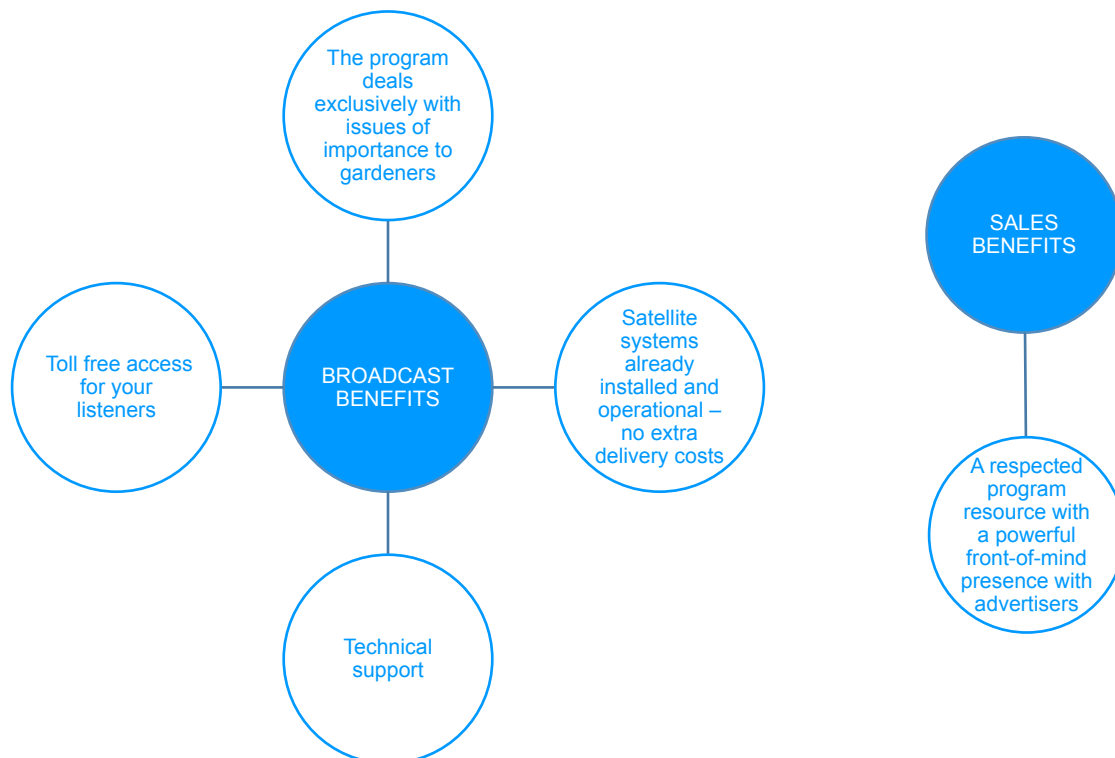 The program
deals
exclusively with
issues of
importance to
gardeners
Toll free access
for your
listeners
BROADCAST
BENEFITS
Satellite
systems
already
installed and
operational –
no extra
delivery costs
Technical
support
SALES
BENEFITS
A respected
program
resource with
a powerful
front-of-mind
presence with
advertisers